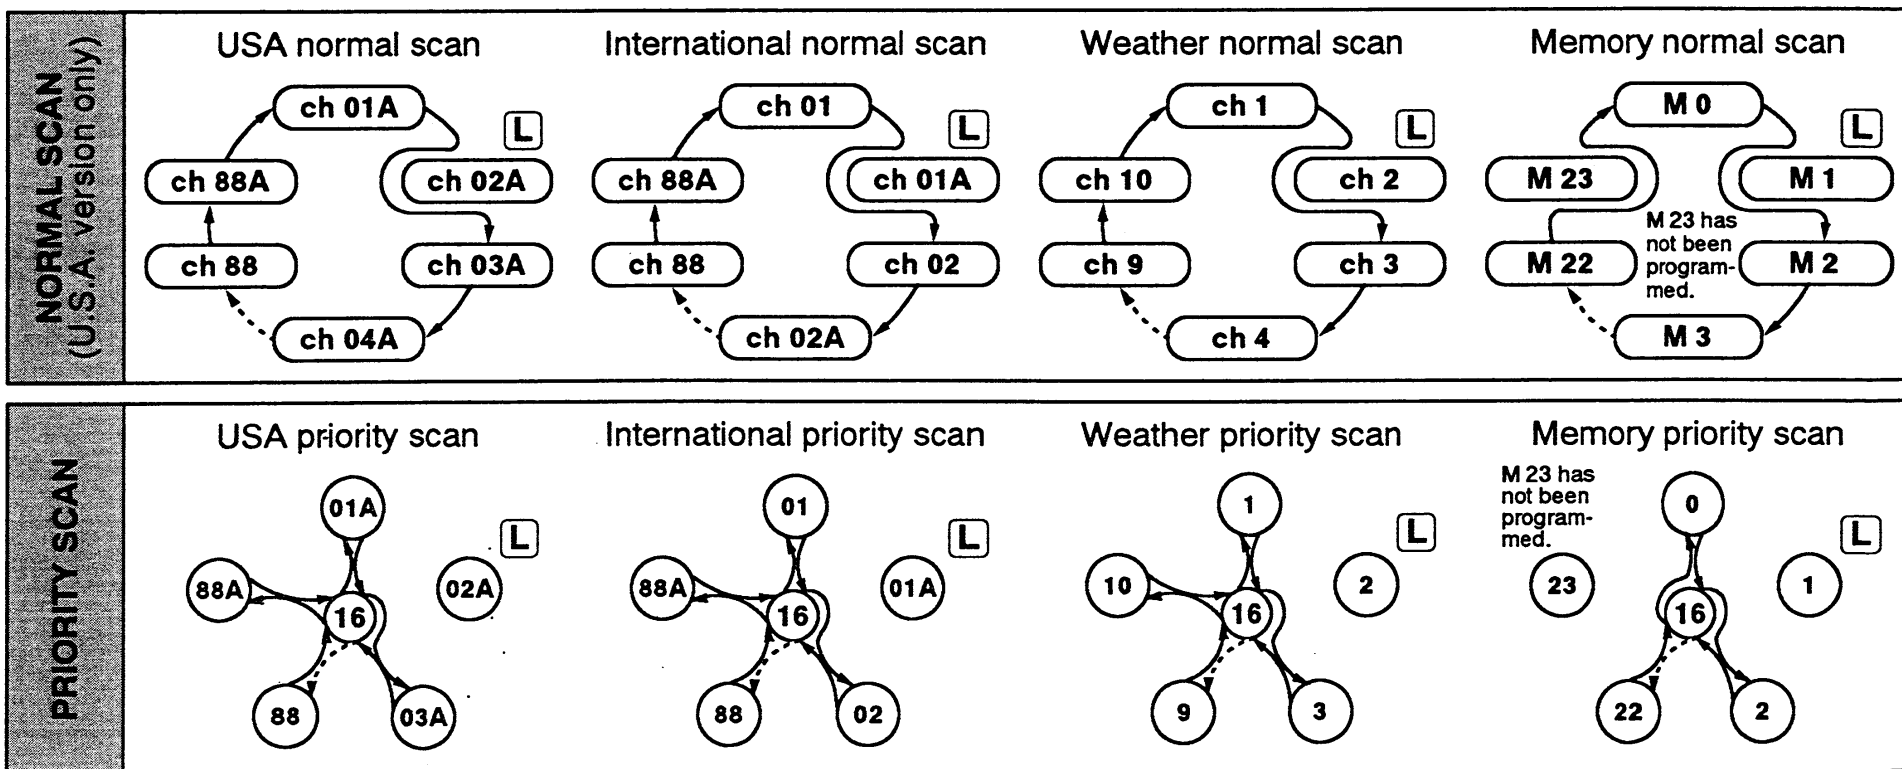 NORMAL SCAN
(U.S.A. version only)
USA normal scan
ch 01A
L
ch 88A
ch 02A
ch 88
ch 03A
ch 04A
International normal scan
ch 01
L
ch 88A
ch 01A
ch 88
ch 02
ch 02A
Weather normal scan
ch 1
L
ch 10
ch 2
ch 9
ch 3
ch 4
Memory normal scan
M 0
L
M 23
M 1
M 23 has
not been
program-
med.
M 22
M 2
M 3
PRIORITY SCAN
USA priority scan
01A
L
88A
02A
16
88
03A
International priority scan
01
L
88A
01A
16
88
02
Weather priority scan
1
L
10
2
16
9
3
Memory priority scan
M 23 has
not been
program-
med.
0
L
23
1
16
22
2